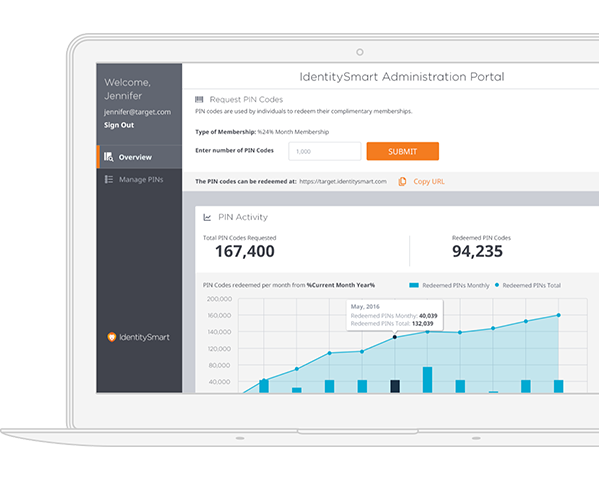 IdentitySmart Administration Portal
Welcome,
Jennifer
jennifer@target.com
Sign Out
Overview
Manage PINs
IdentitySmart
Request PIN Codes
PIN codes are used by individuals to redeem their complimentary memberships.
Type of Membership: %24% Month Membership
Enter number of PIN Codes 1,000 SUBMIT
The PIN codes can be redeemed at: https://target.identitysmart.com Copy URL
PIN Activity
Total PIN Codes Requested Redeemed PIN Codes
167,400 94,235
PIN Codes redeemed per month from %Current Month Year% Redeemed PINs Monthly Redeemed PINs Total
200,000
160,000
140,000
120,000
100,000
80,000
40,000
May, 2016
Redeemed PINs Monthy: 40,039
Redeemed PINs Total: 132,039